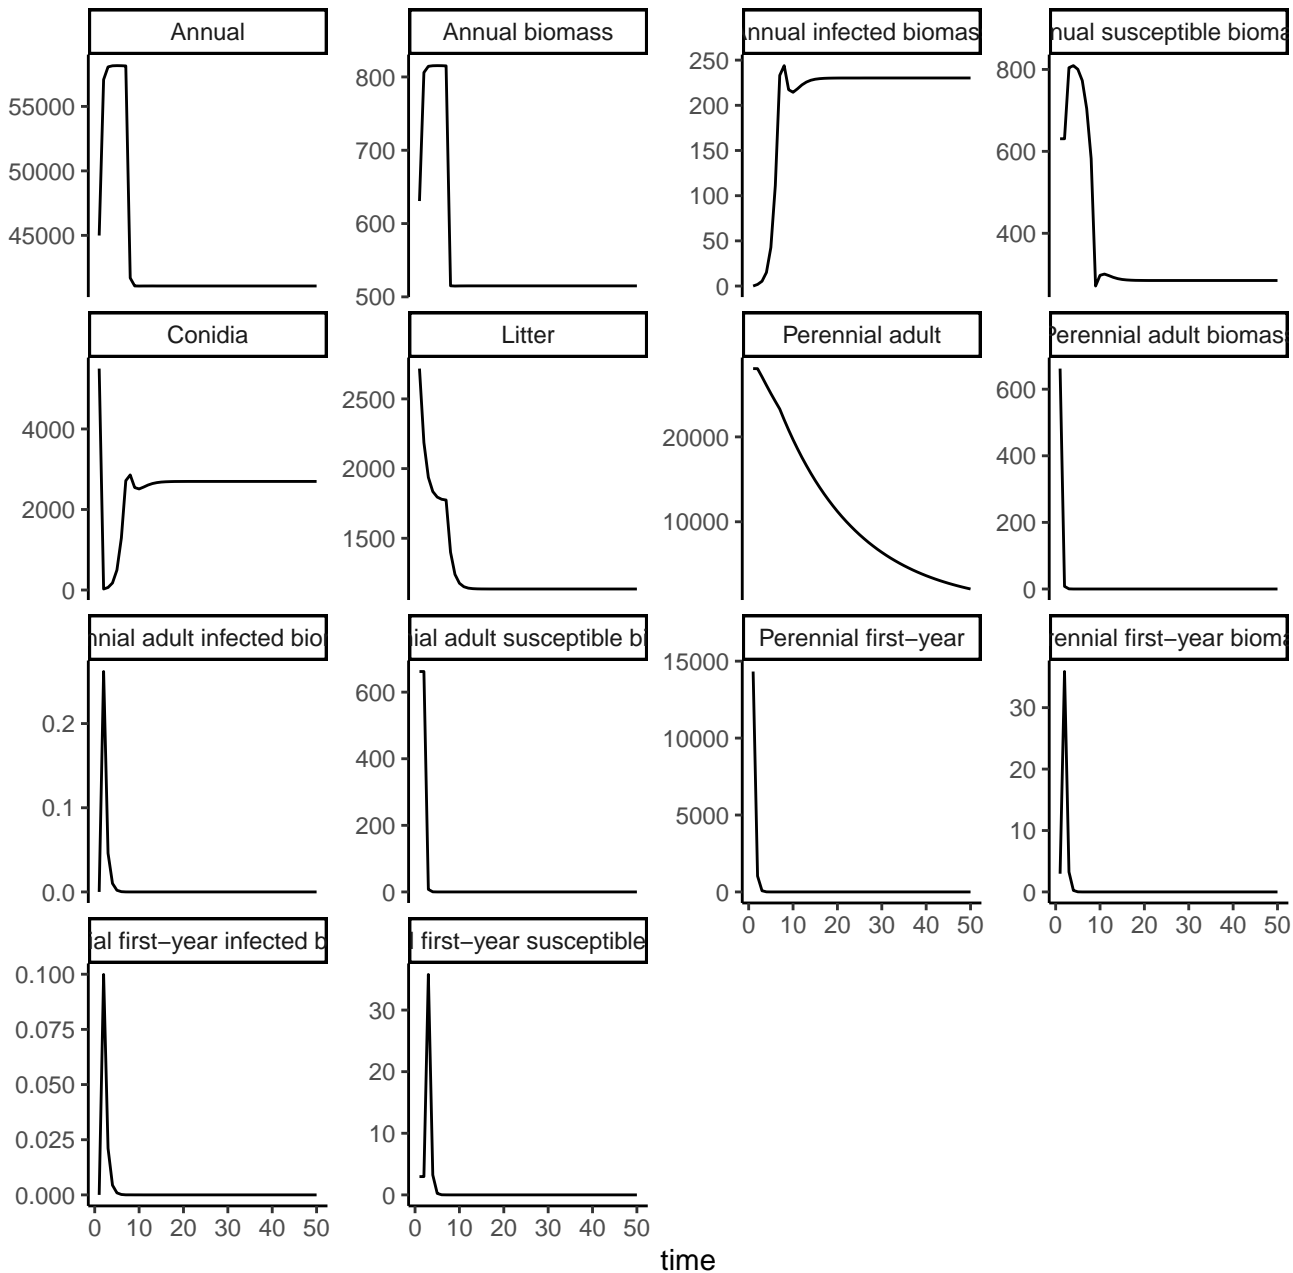 Annual
Annual biomass
Annual infected biomas
nual susceptible bioma
55000
50000
45000
800
700
600
500
250
200
150
100
50
0
800
600
400
Conidia
Litter
Perennial adult
Perennial adult biomas
4000
2000
0
2500
2000
1500
20000
10000
600
400
200
0
nnial adult infected bio
ial adult susceptible bi
Perennial first−year
rennial first−year bioma
0.2
0.1
0.0
600
400
200
0
15000
10000
5000
0
30
20
10
0
0 10 20 30 40 50
0 10 20 30 40 50
ial first−year infected b
l first−year susceptible
0.100
0.075
0.050
0.025
0.000
30
20
10
0
0 10 20 30 40 50
0 10 20 30 40 50
time